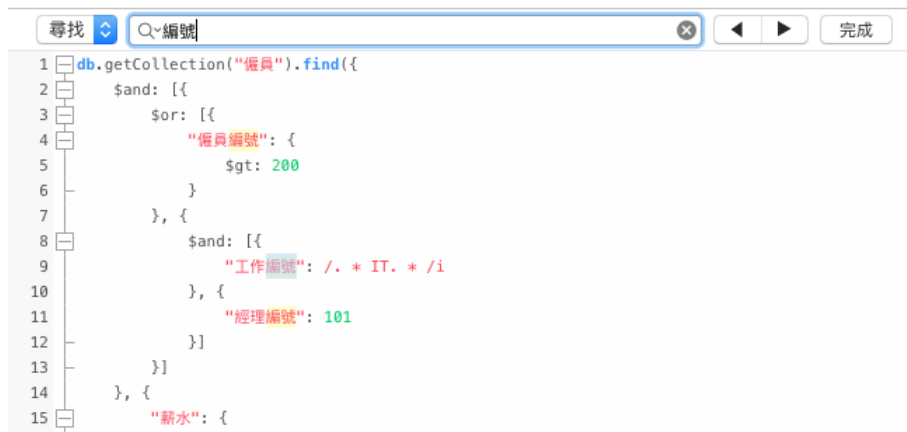 尋找 編號 完成
1 db.getCollection("僱員").find({
2 $and: [{
3 $or: [{
4 "僱員編號": {
5 $gt: 200
6 }
7 }, {
8 $and: [{
9 "工作編號": /. * IT. * /i
10 }, {
11 "經理編號": 101
12 }]
13 }]
14 }, {
15 "薪水": {